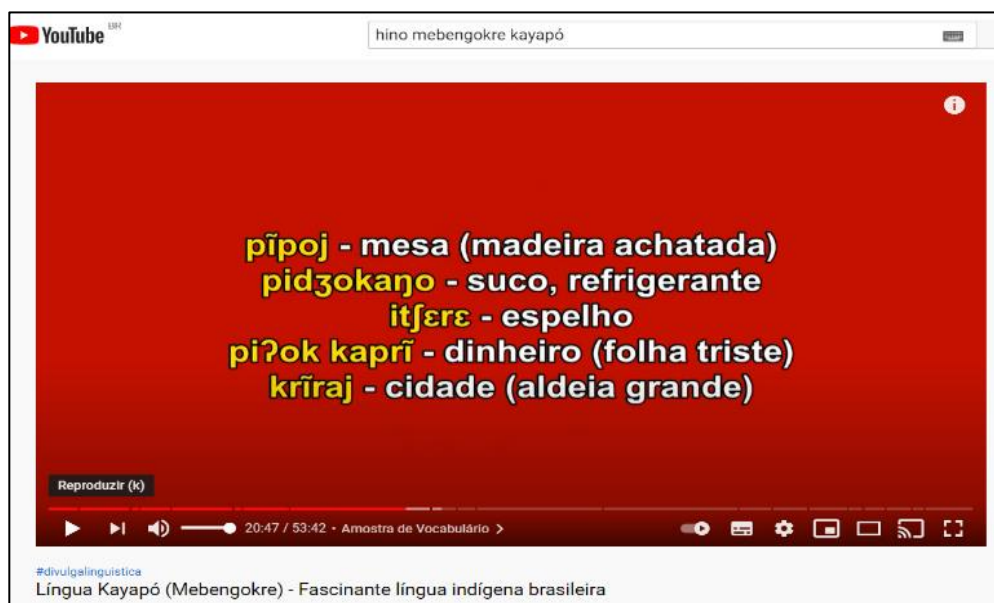 YouTube BR
hino mebengokre kayapó
pĩpoj - mesa (madeira achatada)
pidʒokaŋo - suco, refrigerante
itʃɛrɛ - espelho
piʔok kaprĩ - dinheiro (folha triste)
krĩraj - cidade (aldeia grande)
Reproduzir (k)
20:47 / 53:42 • Amostra de Vocabulário >
#divulgalinguistica
Língua Kayapó (Mebengokre) - Fascinante língua indígena brasileira